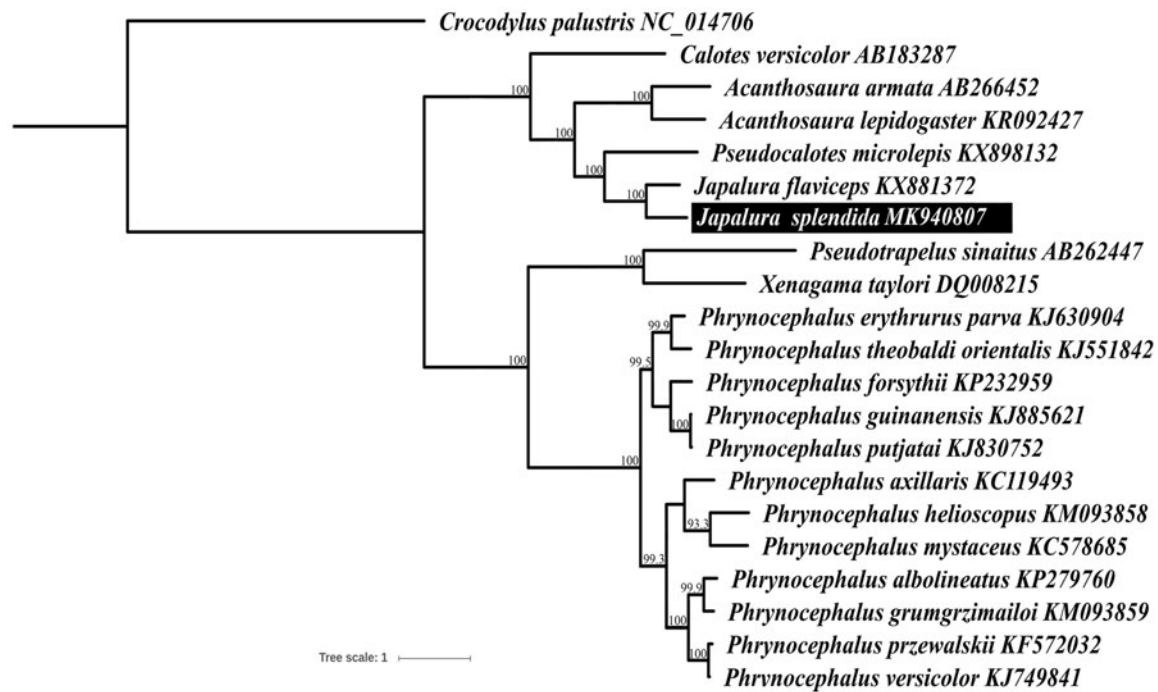 Crocodylus palustris NC_014706
Calotes versicolor AB183287
100
Acanthosaura armata AB266452
100
Acanthosaura lepidogaster KR092427
100
Pseudocalotes microlepis KX898132
100
Japalura flaviceps KX881372
100
Japalura splendida MK940807
Pseudotrapelus sinaitus AB262447
100
Xenagama taylori DQ008215
Phrynocephalus erythrurus parva KJ630904
99.9
Phrynocephalus theobaldi orientalis KJ551842
99.5
100
Phrynocephalus forsythii KP232959
Phrynocephalus guinanensis KJ885621
100
Phrynocephalus putjatai KJ830752
100
Phrynocephalus axillaris KC119493
Phrynocephalus helioscopus KM093858
93.3
Phrynocephalus mystaceus KC578685
99.3
Phrynocephalus albolineatus KP279760
99.9
Phrynocephalus grumgrzimailoi KM093859
100
Phrynocephalus przewalskii KF572032
100
Tree scale: 1
Phrynocephalus versicolor KJ749841